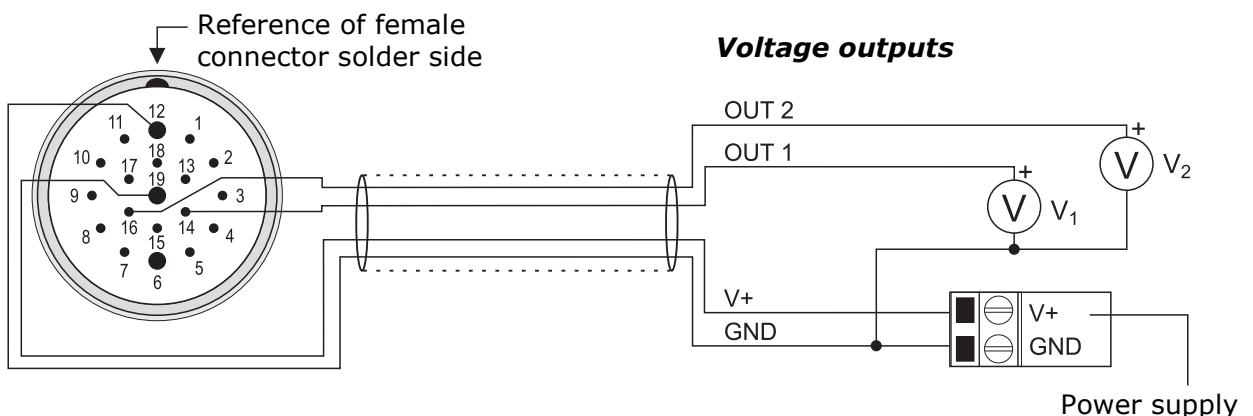 Reference of female
connector solder side
Voltage outputs
12
11
1
10
18
2
17
13
19
9
3
16
14
8
15
4
7
5
6
OUT 2
OUT 1
+
V
V2
+
V
V1
V+
GND
V+
GND
Power supply